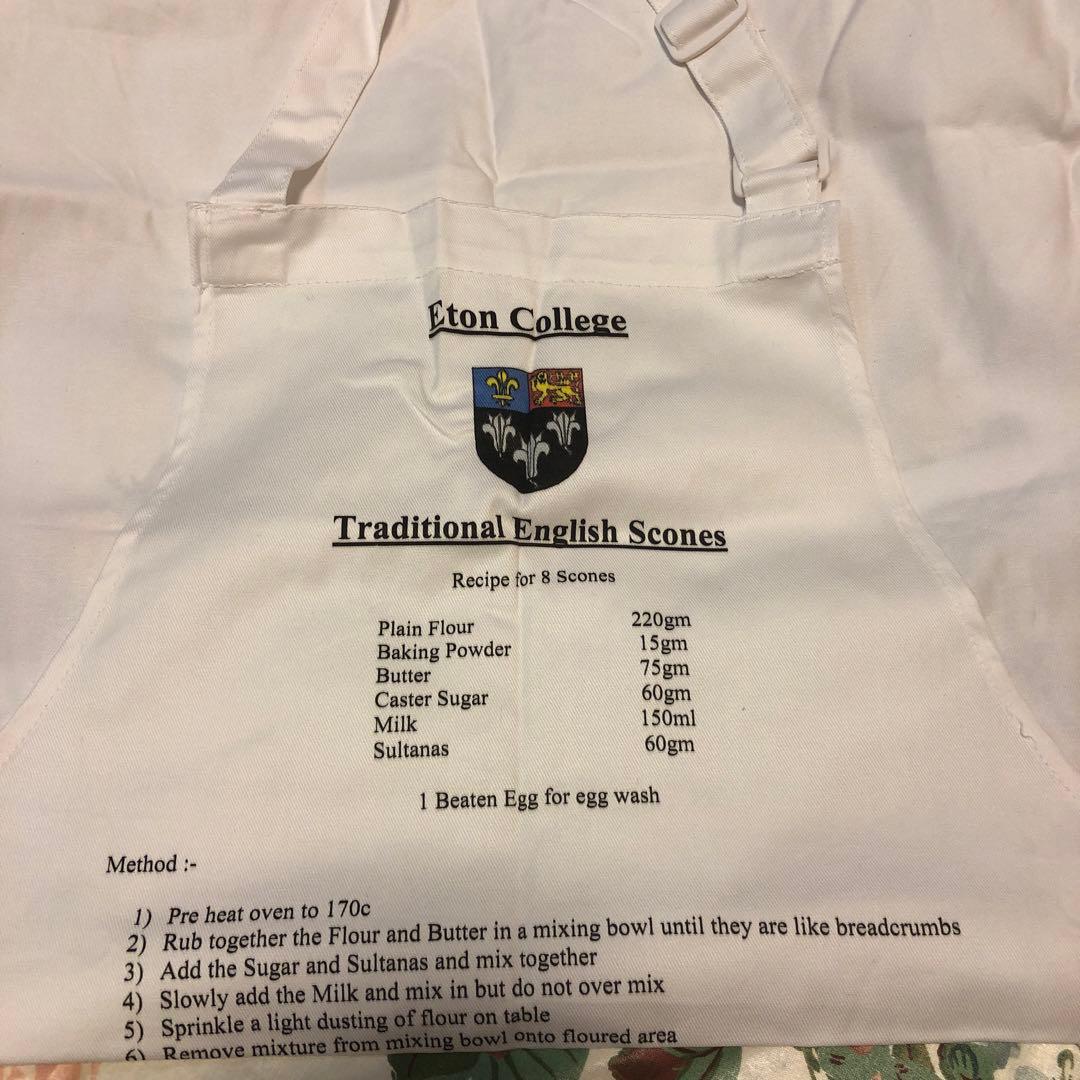 Eton College
Traditional English Scones
Recipe for 8 Scones
Plain Flour 220gm
Baking Powder 15gm
Butter 75gm
Caster Sugar 60gm
Milk 150ml
Sultanas 60gm
1 Beaten Egg for egg wash
Method :-
1) Pre heat oven to 170c
2) Rub together the Flour and Butter in a mixing bowl until they are like breadcrumbs
3) Add the Sugar and Sultanas and mix together
4) Slowly add the Milk and mix in but do not over mix
5) Sprinkle a light dusting of flour on table
6) Remove mixture from mixing bowl onto floured area